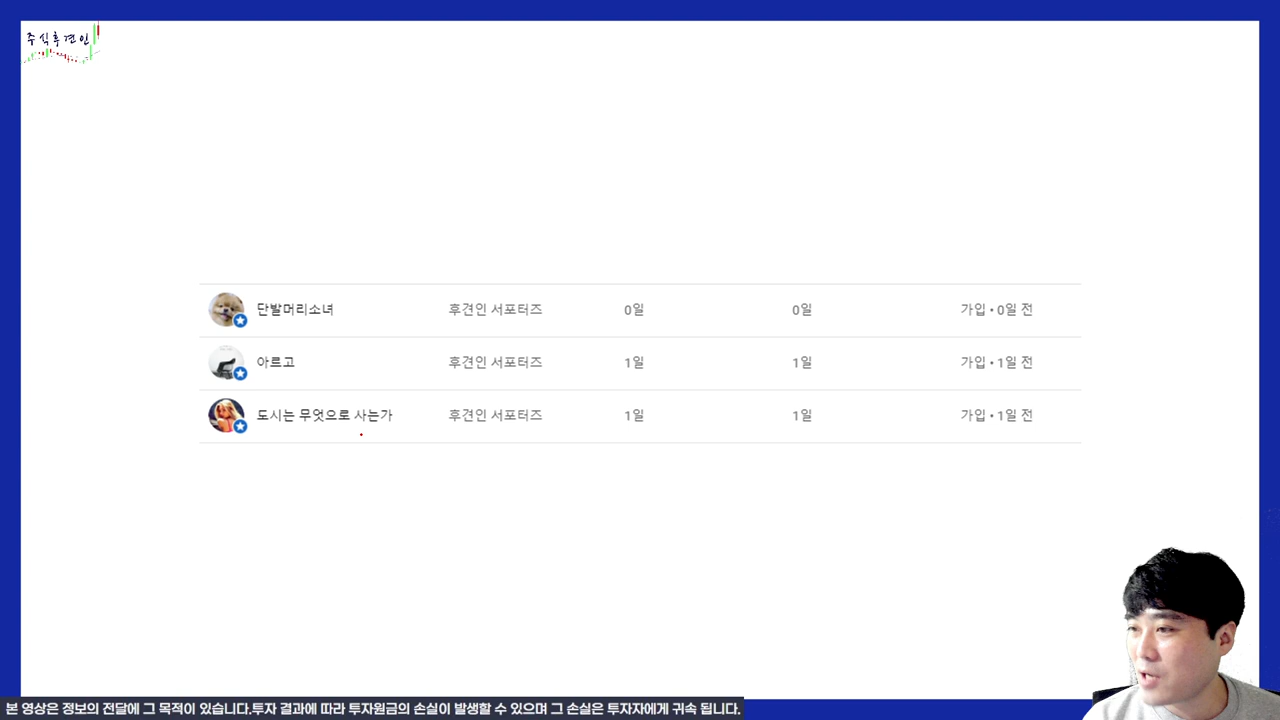 주식후견인
단발머리소녀 후견인 서포터즈 0일 0일 가입 • 0일 전
아르고 후견인 서포터즈 1일 1일 가입 • 1일 전
도시는 무엇으로 사는가 후견인 서포터즈 1일 1일 가입 • 1일 전
본 영상은 정보의 전달에 그 목적이 있습니다.투자 결과에 따라 투자원금의 손실이 발생할 수 있으며 그 손실은 투자자에게 귀속 됩니다.